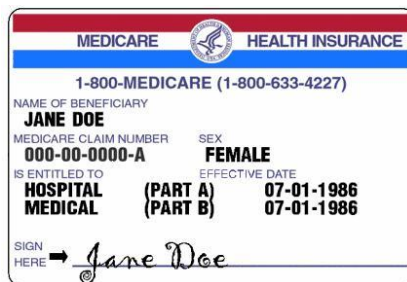 MEDICARE HEALTH INSURANCE
1-800-MEDICARE (1-800-633-4227)
NAME OF BENEFICIARY
JANE DOE
MEDICARE CLAIM NUMBER SEX
000-00-0000-A FEMALE
IS ENTITLED TO EFFECTIVE DATE
HOSPITAL (PART A) 07-01-1986
MEDICAL (PART B) 07-01-1986
SIGN
HERE Jane Doe